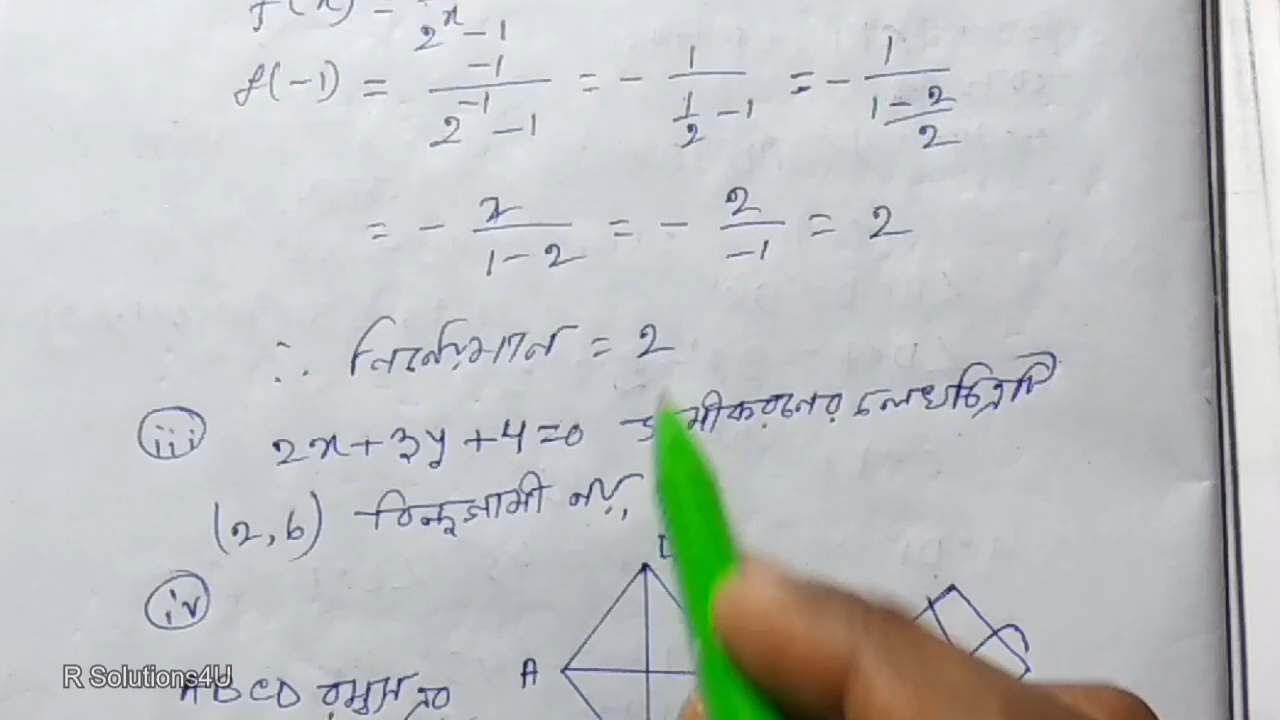 f(x) =
2^x - 1
f(-1) = -1/(2^-1 - 1) = - 1/(1/2 - 1) = - 1/((1-2)/2)
= - 2/(1-2) = - 2/-1 = 2
∴ নির্ণেয়মান = 2
(iii) 2x+3y+4=0 সমীকরনের লেখচিত্রটি
(2,6) বিন্দুগামী নয়,
(iv)
A
ABCD রম্বস এর
R Solutions4U